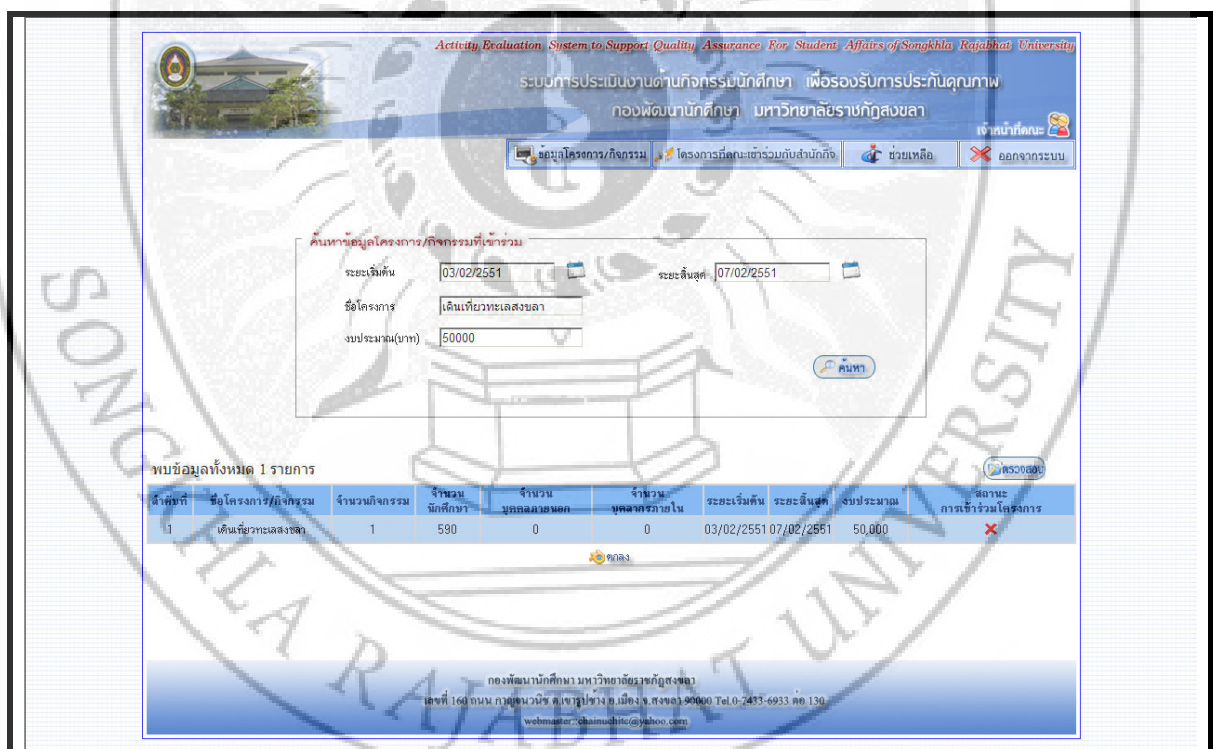 Activity Evaluation System to Support Quality Assurance For Student Affairs of Songkhla Rajabhat University
ระบบการประเมินงานด้านกิจกรรมนักศึกษา เพื่อรองรับการประกันคุณภาพ
กองพัฒนานักศึกษา มหาวิทยาลัยราชภัฏสงขลา
เจ้าหน้าที่คณะ
ข้อมูลโครงการ/กิจกรรม โครงการที่คณะเข้าร่วมกับสำนักกิจ ช่วยเหลือ ออกจากระบบ
ค้นหาข้อมูลโครงการ/กิจกรรมที่เข้าร่วม
ระยะเริ่มต้น 03/02/2551 ระยะสิ้นสุด 07/02/2551
ชื่อโครงการ เดินเที่ยวทะเลสงขลา
งบประมาณ(บาท) 50000
ค้นหา
พบข้อมูลทั้งหมด 1 รายการ
ตรวจสอบ
ลำดับที่ ชื่อโครงการ/กิจกรรม จำนวนกิจกรรม จำนวนนักศึกษา จำนวนบุคคลภายนอก จำนวนบุคลากรภายใน ระยะเริ่มต้น ระยะสิ้นสุด งบประมาณ สถานะการเข้าร่วมโครงการ
1 เดินเที่ยวทะเลสงขลา 1 590 0 0 03/02/2551 07/02/2551 50,000
ตกลง
กองพัฒนานักศึกษา มหาวิทยาลัยราชภัฏสงขลา
เลขที่ 160 ถนน กาญจนวนิช ต.เขารูปช้าง อ.เมือง จ.สงขลา 90000 Tel.0-7433-6933 ต่อ 130
webmaster::chainuchitc@yahoo.com
SONGKHLA RAJABHAT UNIVERSITY